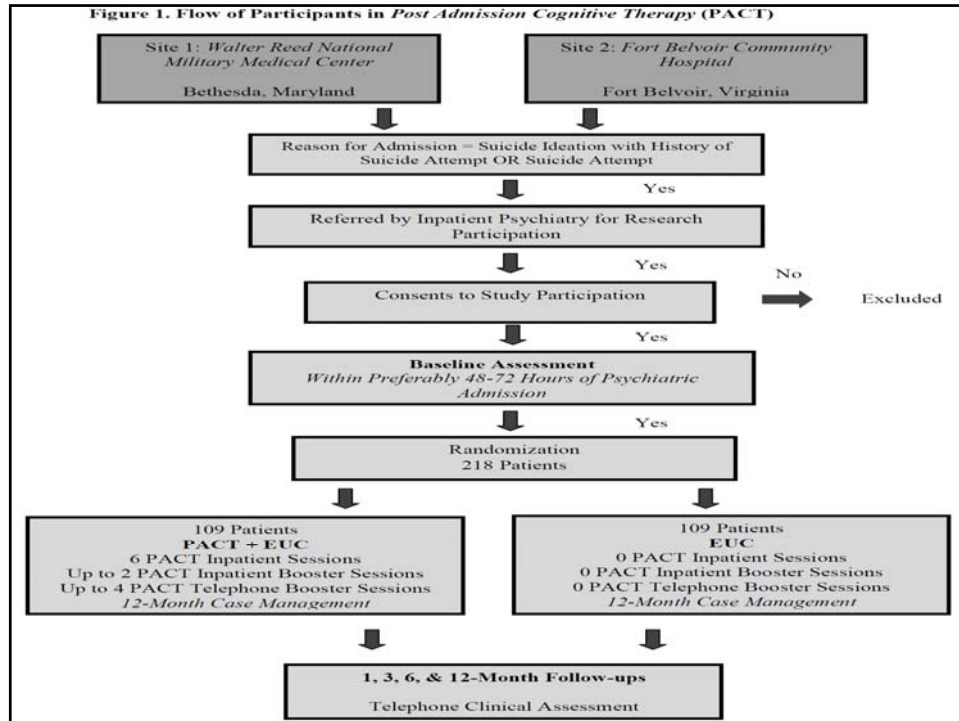 Figure 1. Flow of Participants in Post Admission Cognitive Therapy (PACT)
Site 1: Walter Reed National
Military Medical Center
Bethesda, Maryland
Site 2: Fort Belvoir Community
Hospital
Fort Belvoir, Virginia
Reason for Admission = Suicide Ideation with History of
Suicide Attempt OR Suicide Attempt
Yes
Referred by Inpatient Psychiatry for Research
Participation
Yes
Consents to Study Participation
No
Excluded
Yes
Baseline Assessment
Within Preferably 48-72 Hours of Psychiatric
Admission
Yes
Randomization
218 Patients
109 Patients
PACT + EUC
6 PACT Inpatient Sessions
Up to 2 PACT Inpatient Booster Sessions
Up to 4 PACT Telephone Booster Sessions
12-Month Case Management
109 Patients
EUC
0 PACT Inpatient Sessions
0 PACT Inpatient Booster Sessions
0 PACT Telephone Booster Sessions
12-Month Case Management
1, 3, 6, & 12-Month Follow-ups
Telephone Clinical Assessment